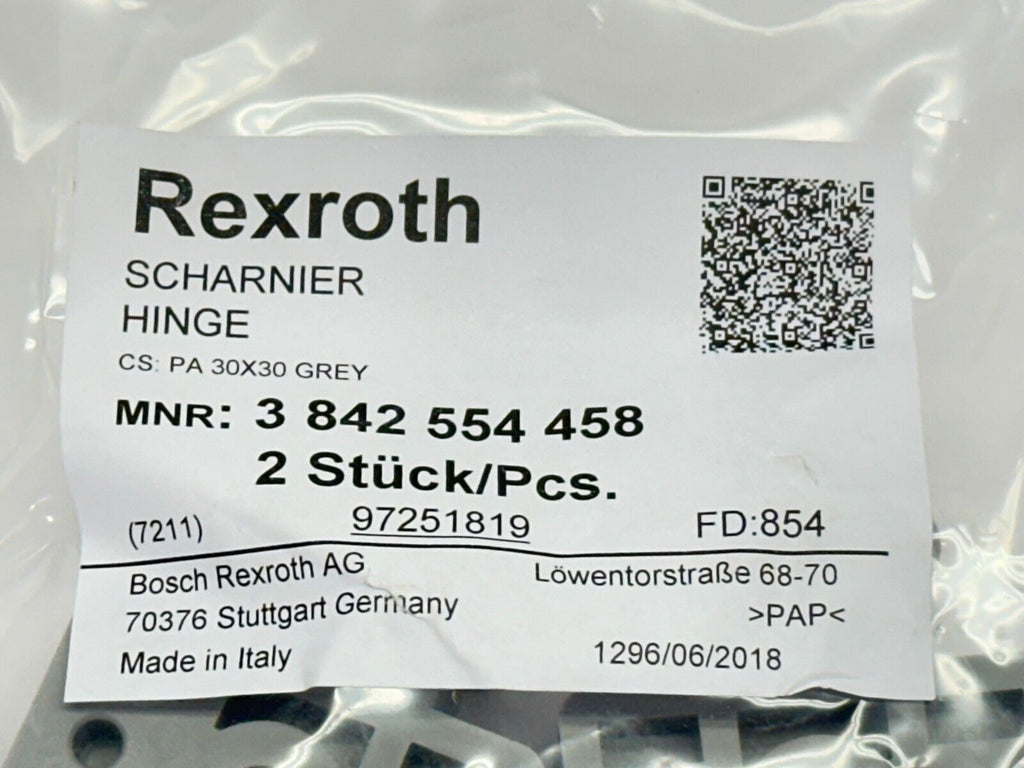 Rexroth
SCHARNIER
HINGE
CS: PA 30X30 GREY
MNR: 3 842 554 458
2 Stück/Pcs.
(7211) 97251819 FD:854
Bosch Rexroth AG Löwentorstraße 68-70
70376 Stuttgart Germany >PAP<
Made in Italy 1296/06/2018